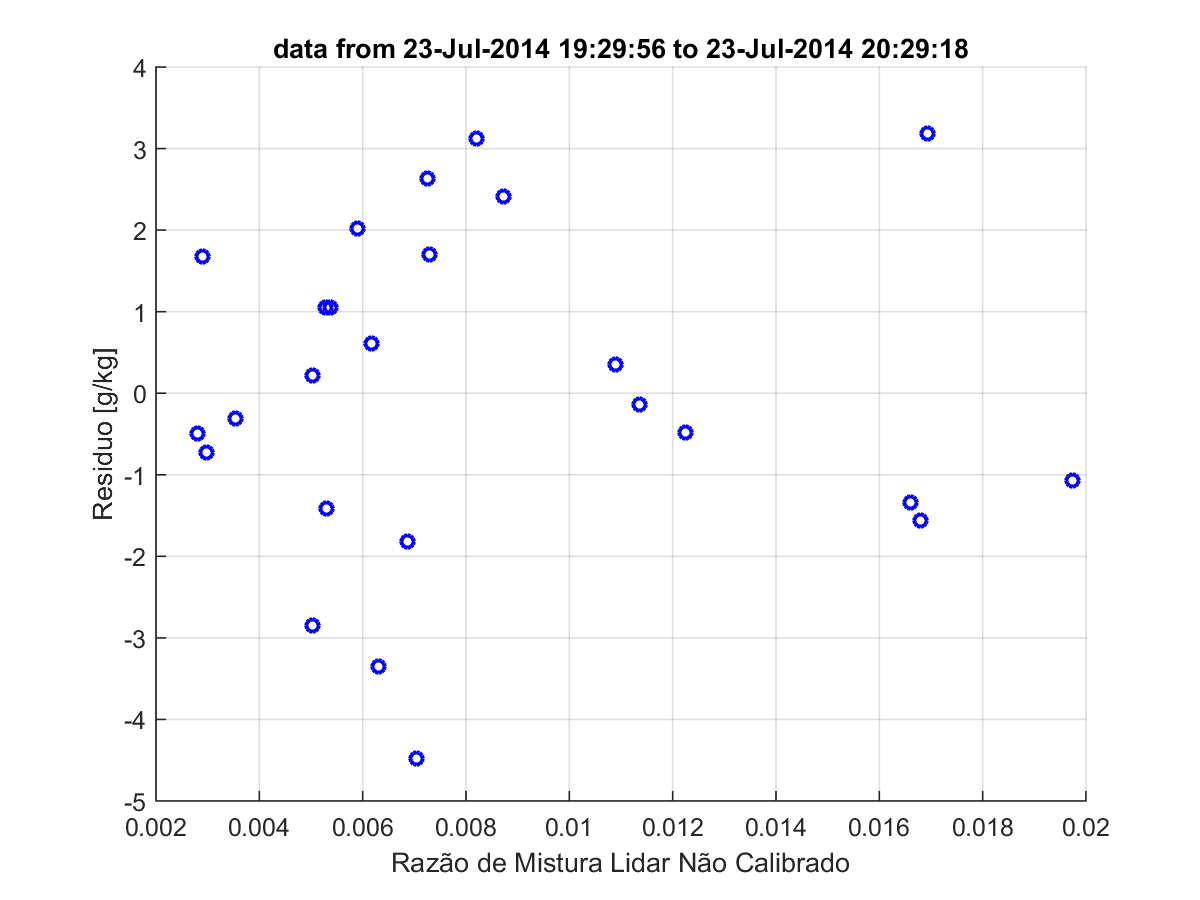 data from 23-Jul-2014 19:29:56 to 23-Jul-2014 20:29:18
4
3
2
1
0
-1
-2
-3
-4
-5
Residuo [g/kg]
0.002 0.004 0.006 0.008 0.01 0.012 0.014 0.016 0.018 0.02
Razão de Mistura Lidar Não Calibrado